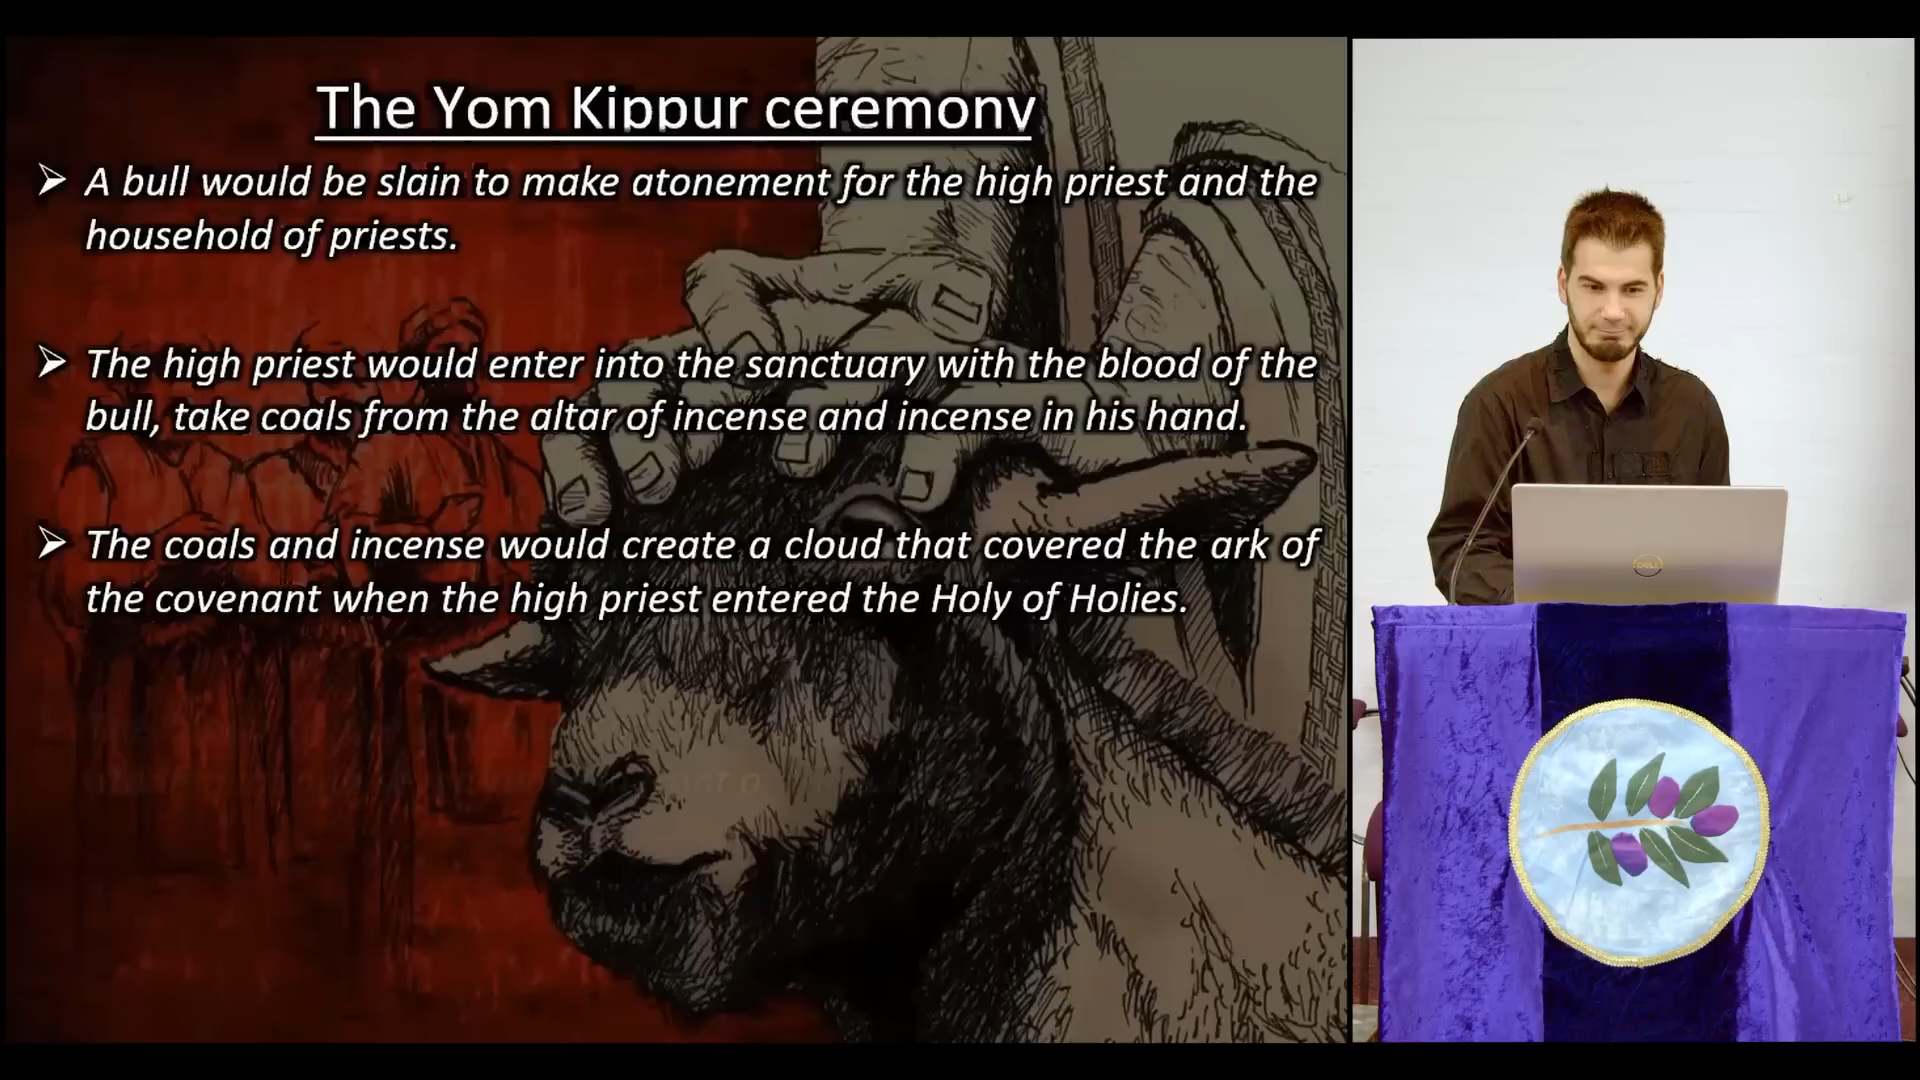 The Yom Kippur ceremony
➢ A bull would be slain to make atonement for the high priest and the
household of priests.
➢ The high priest would enter into the sanctuary with the blood of the
bull, take coals from the altar of incense and incense in his hand.
➢ The coals and incense would create a cloud that covered the ark of
the covenant when the high priest entered the Holy of Holies.
DELL